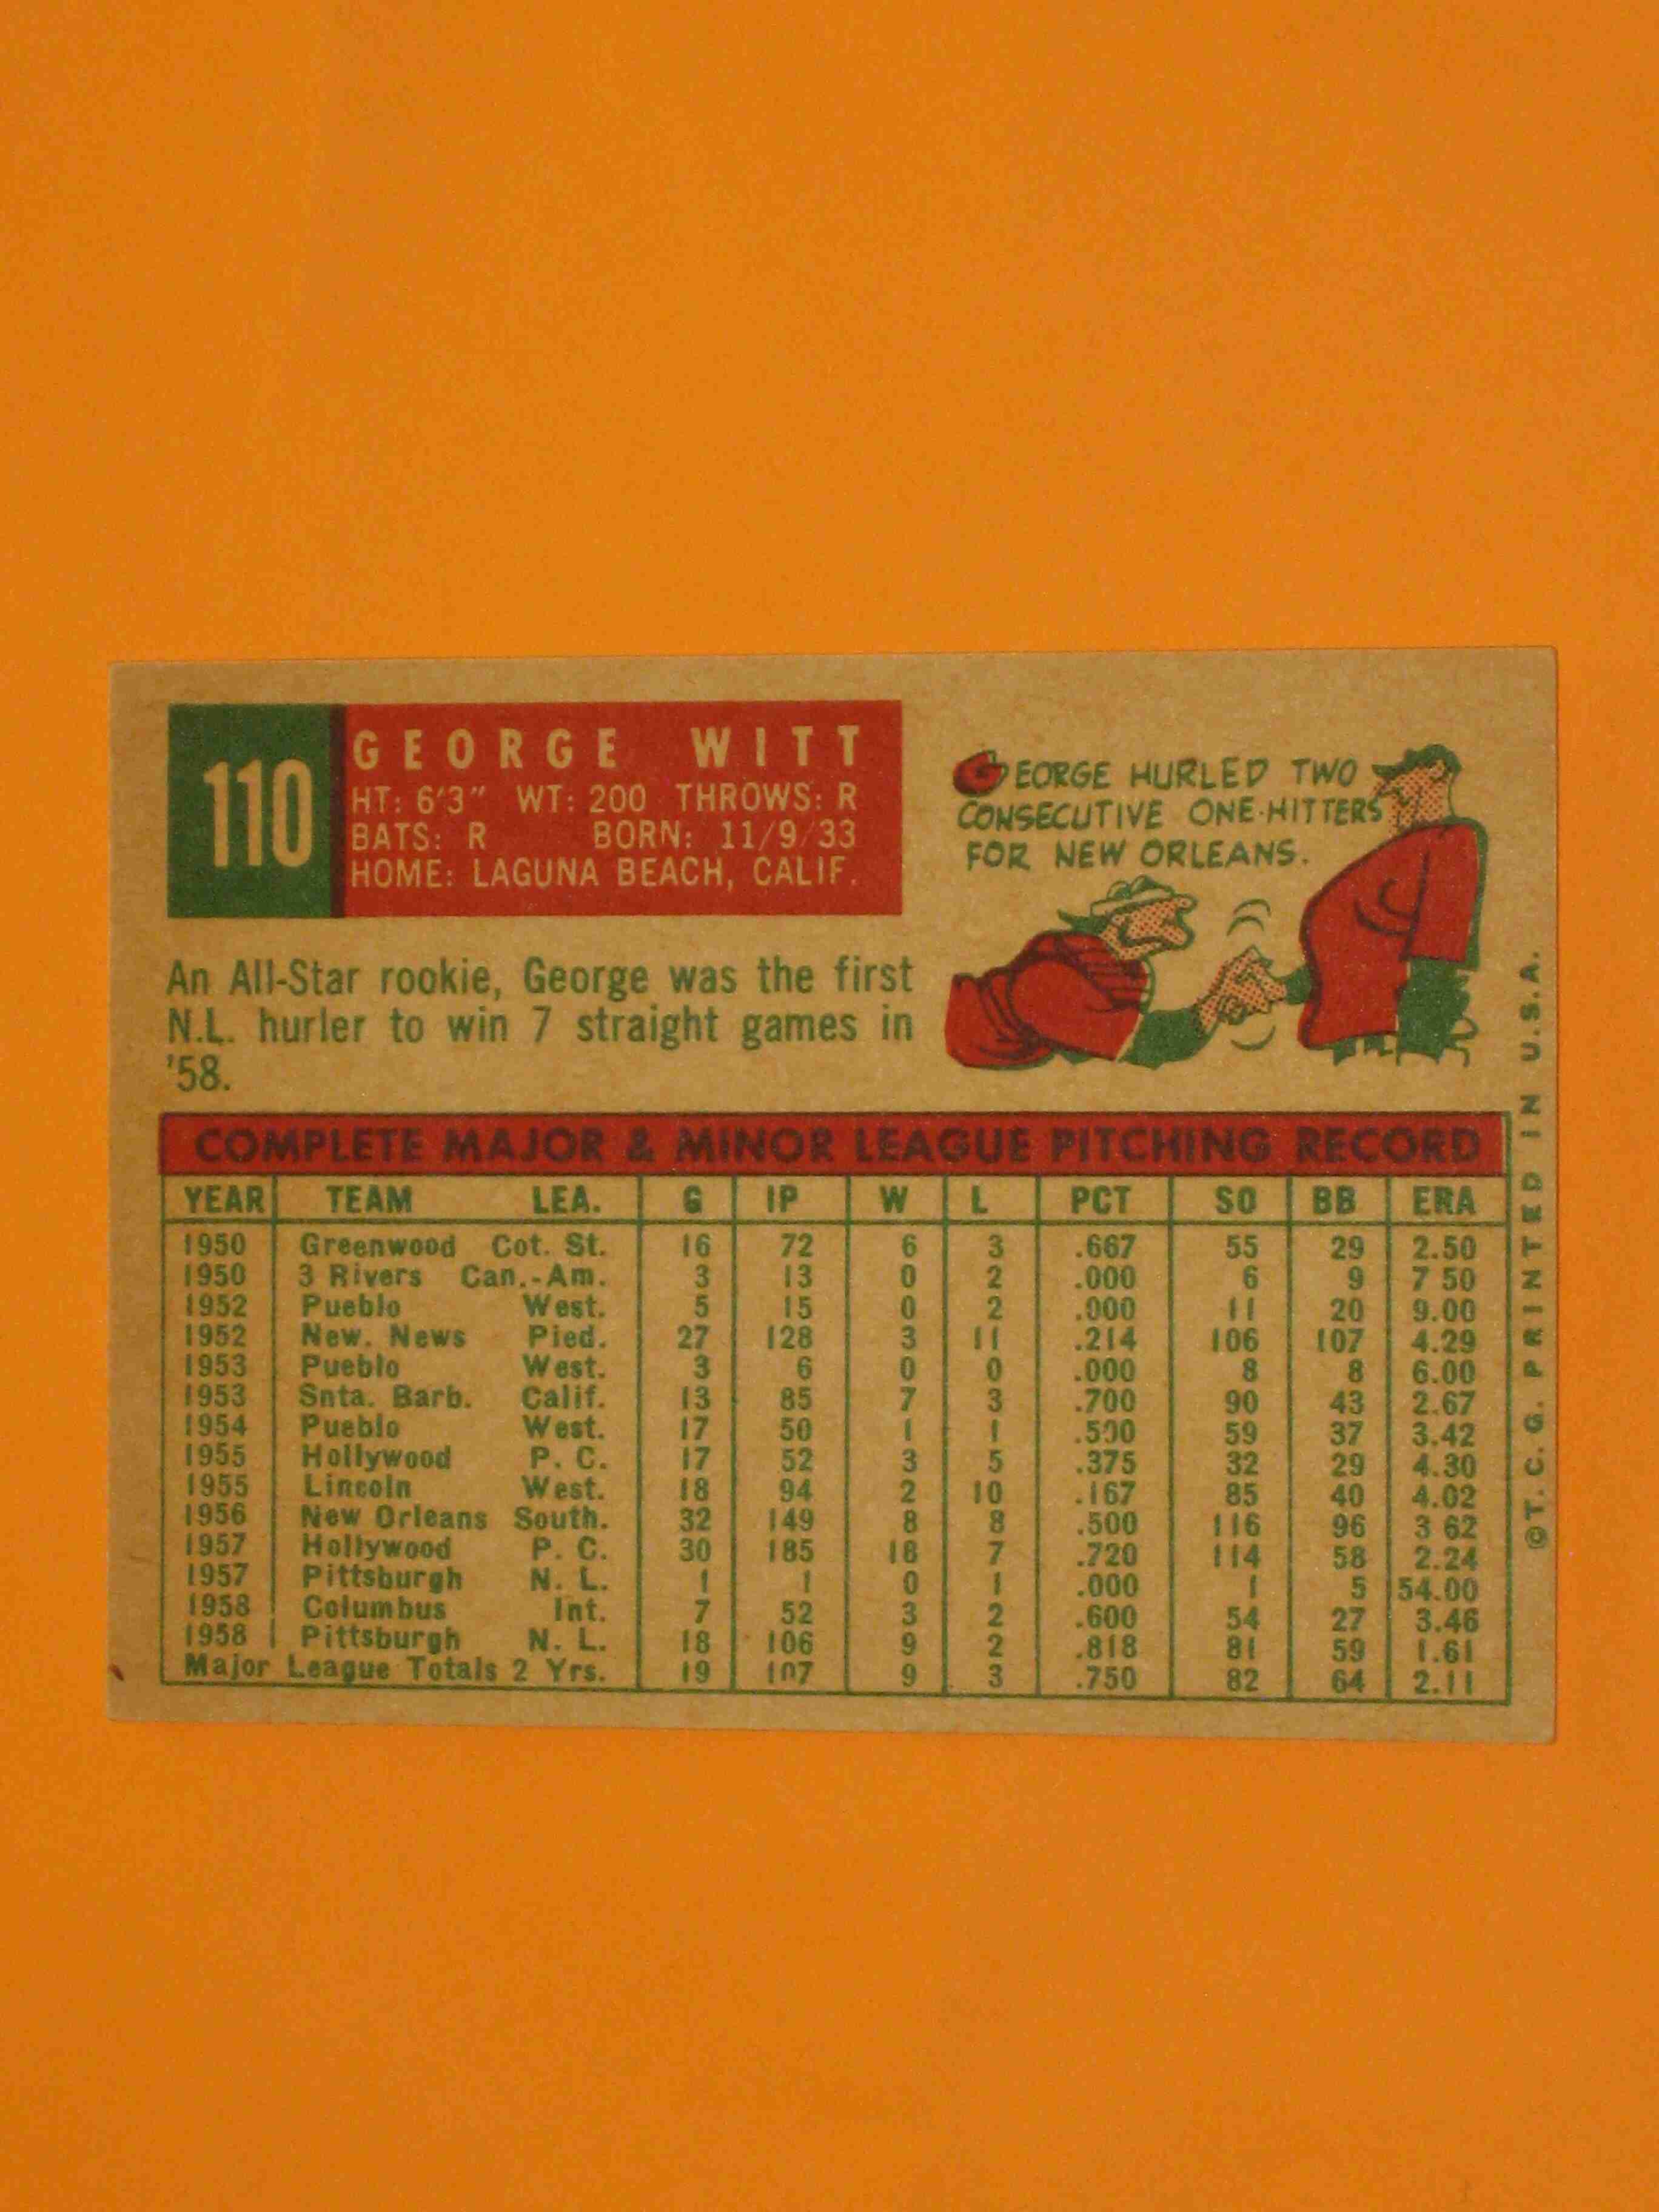 110
GEORGE WITT
HT: 6'3" WT: 200 THROWS: R
BATS: R BORN: 11/9/33
HOME: LAGUNA BEACH, CALIF.
GEORGE HURLED TWO
CONSECUTIVE ONE-HITTERS
FOR NEW ORLEANS.
An All-Star rookie, George was the first
N.L. hurler to win 7 straight games in
'58.
COMPLETE MAJOR & MINOR LEAGUE PITCHING RECORD
YEAR TEAM LEA. G IP W L PCT SO BB ERA
1950 Greenwood Cot. St. 16 72 6 3 .667 55 29 2.50
1950 3 Rivers Can.-Am. 3 13 0 2 .000 6 9 7 50
1952 Pueblo West. 5 15 0 2 .000 11 20 9.00
1952 New. News Pied. 27 128 3 11 .214 106 107 4.29
1953 Pueblo West. 3 6 0 0 .000 8 8 6.00
1953 Snta. Barb. Calif. 13 85 7 3 .700 90 43 2.67
1954 Pueblo West. 17 50 1 1 .500 59 37 3.42
1955 Hollywood P. C. 17 52 3 5 .375 32 29 4.30
1955 Lincoln West. 18 94 2 10 .167 85 40 4.02
1956 New Orleans South. 32 149 8 8 .500 116 96 3 62
1957 Hollywood P. C. 30 185 18 7 .720 114 58 2.24
1957 Pittsburgh N. L. 1 1 0 1 .000 1 5 54.00
1958 Columbus Int. 7 52 3 2 .600 54 27 3.46
1958 Pittsburgh N. L. 18 106 9 2 .818 81 59 1.61
Major League Totals 2 Yrs. 19 107 9 3 .750 82 64 2.11
©T. C. G. PRINTED IN U.S.A.